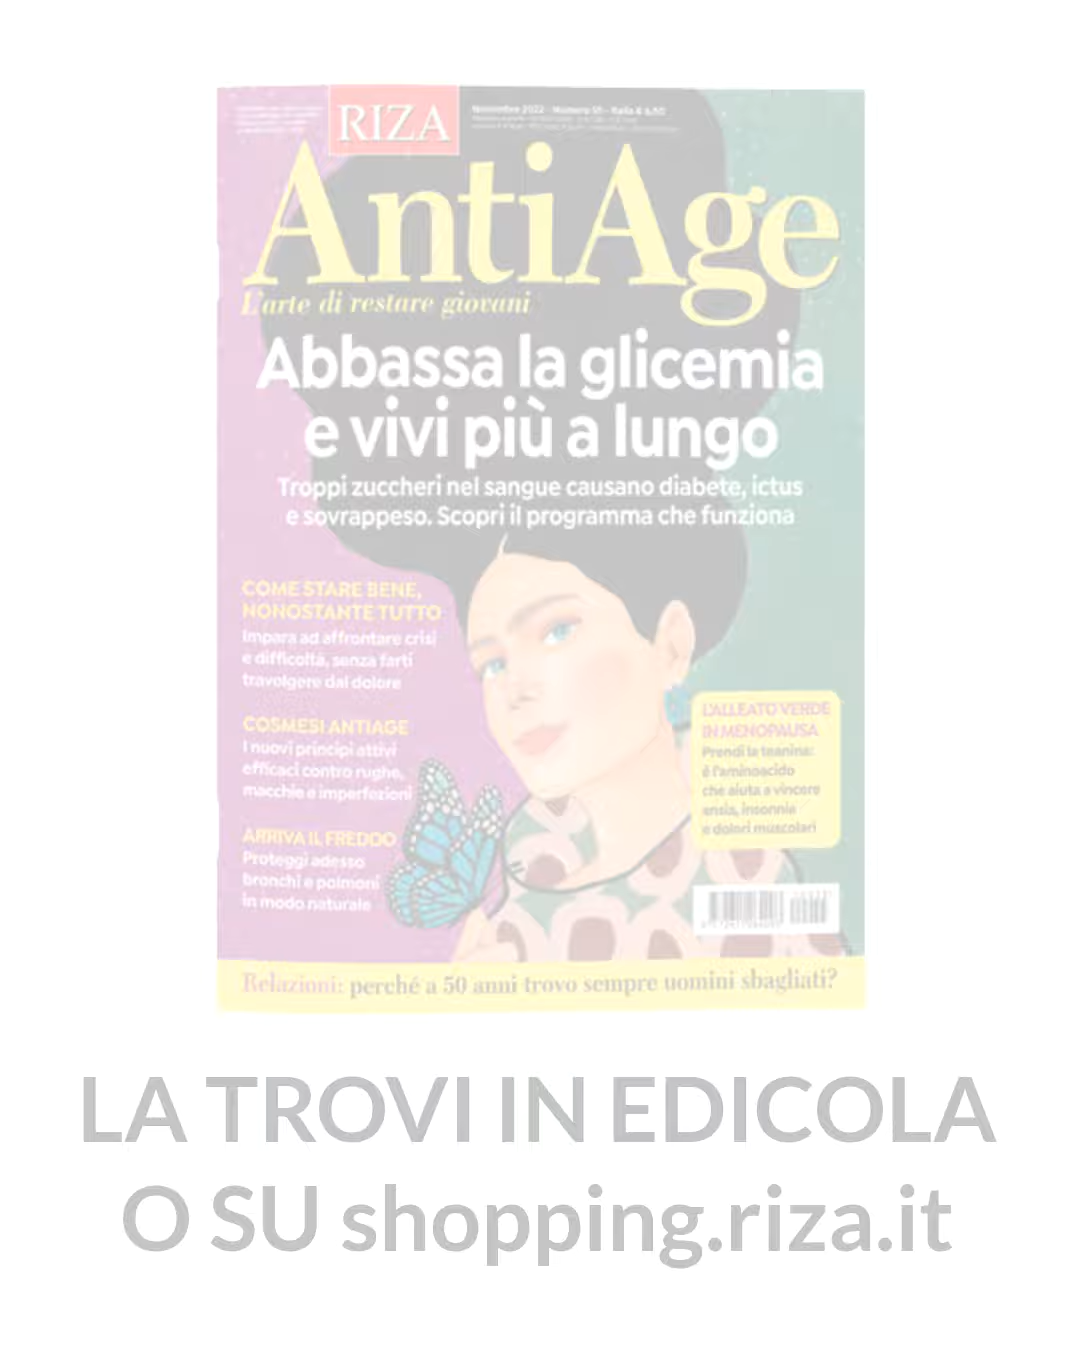 RIZA
Novembre 2022 - Numero
AntiAge
L'arte di restare giovani
Abbassa la glicemia
e vivi più a lungo
Troppi zuccheri nel sangue causano diabete, ictus
e sovrappeso. Scopri il programma che funziona
COME STARE BENE,
NONOSTANTE TUTTO
Impara ad affrontare crisi
e difficoltà, senza farti
travolgere dal dolore
COSMESI ANTIAGE
I nuovi principi attivi
efficaci contro rughe,
macchie e imperfezioni
ARRIVA IL FREDDO
Proteggi adesso
bronchi e polmoni
in modo naturale
L'ALLEATO VERDE
IN MENOPAUSA
Prendi la teanina:
è l'aminoacido
che aiuta a vincere
ansia, insonnia
e dolori muscolari
Relazioni: perché a 50 anni trovo sempre uomini sbagliati?
LA TROVI IN EDICOLA
O SU shopping.riza.it